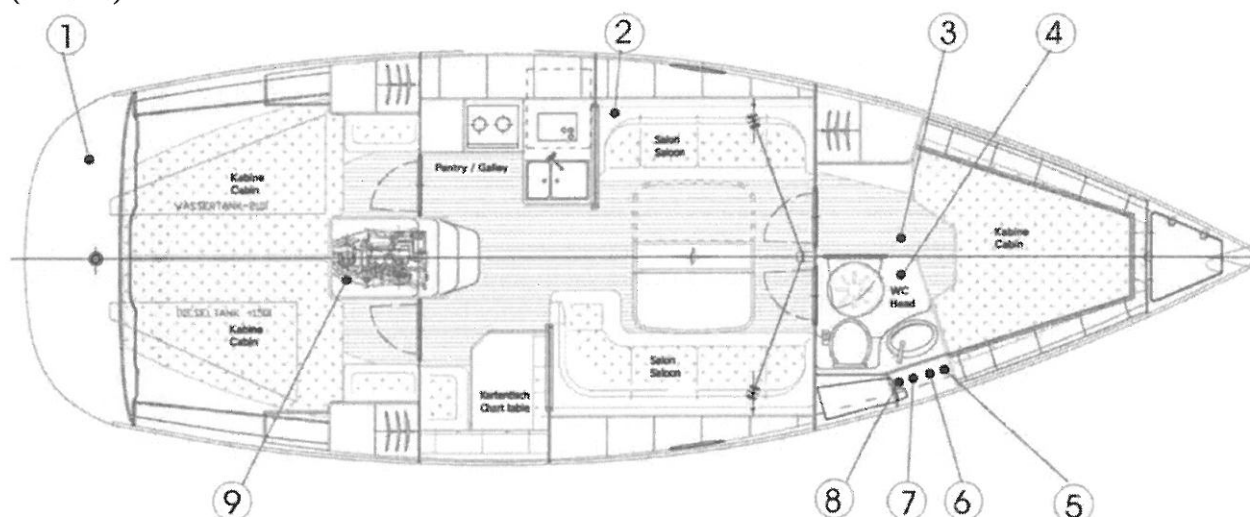 1
2
3
4
Salon
Saloon
Pantry / Galley
Kabine
Cabin
Kabine
Cabin
WC
Head
Kabine
Cabin
Salon
Saloon
Kartentisch
Chart table
9
8
7
6
5